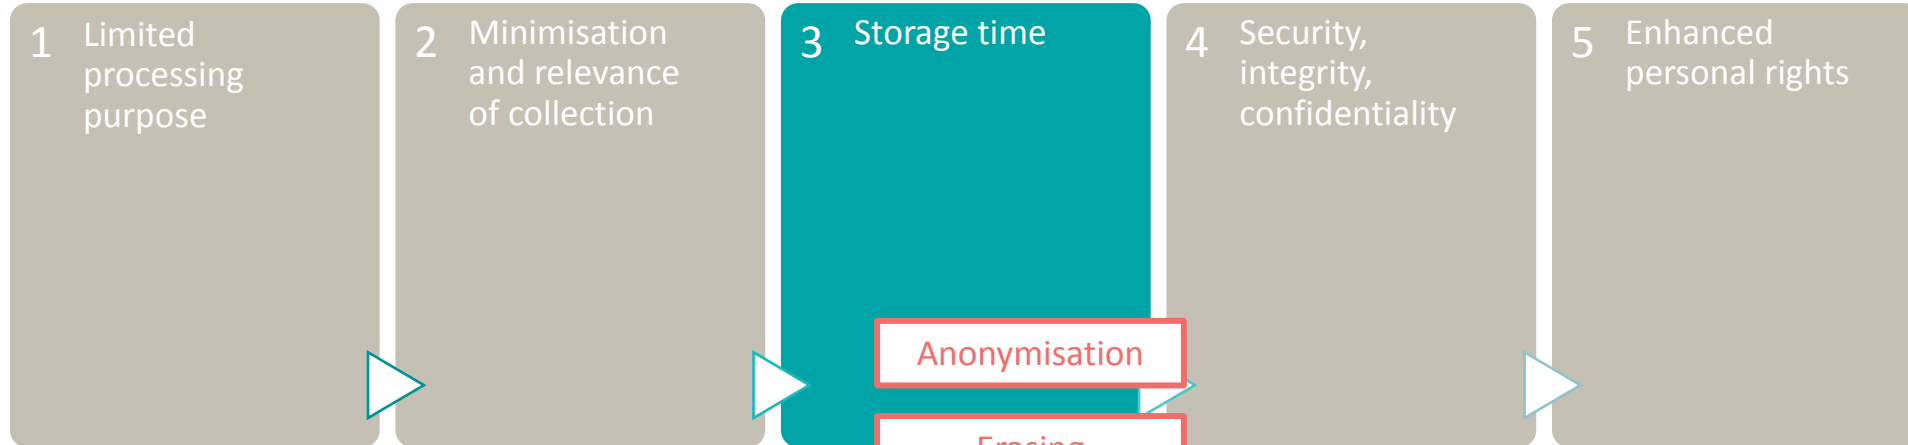 1 Limited
processing
purpose
2 Minimisation
and relevance
of collection
3 Storage time
4 Security,
integrity,
confidentiality
5 Enhanced
personal rights
Anonymisation
Erasing